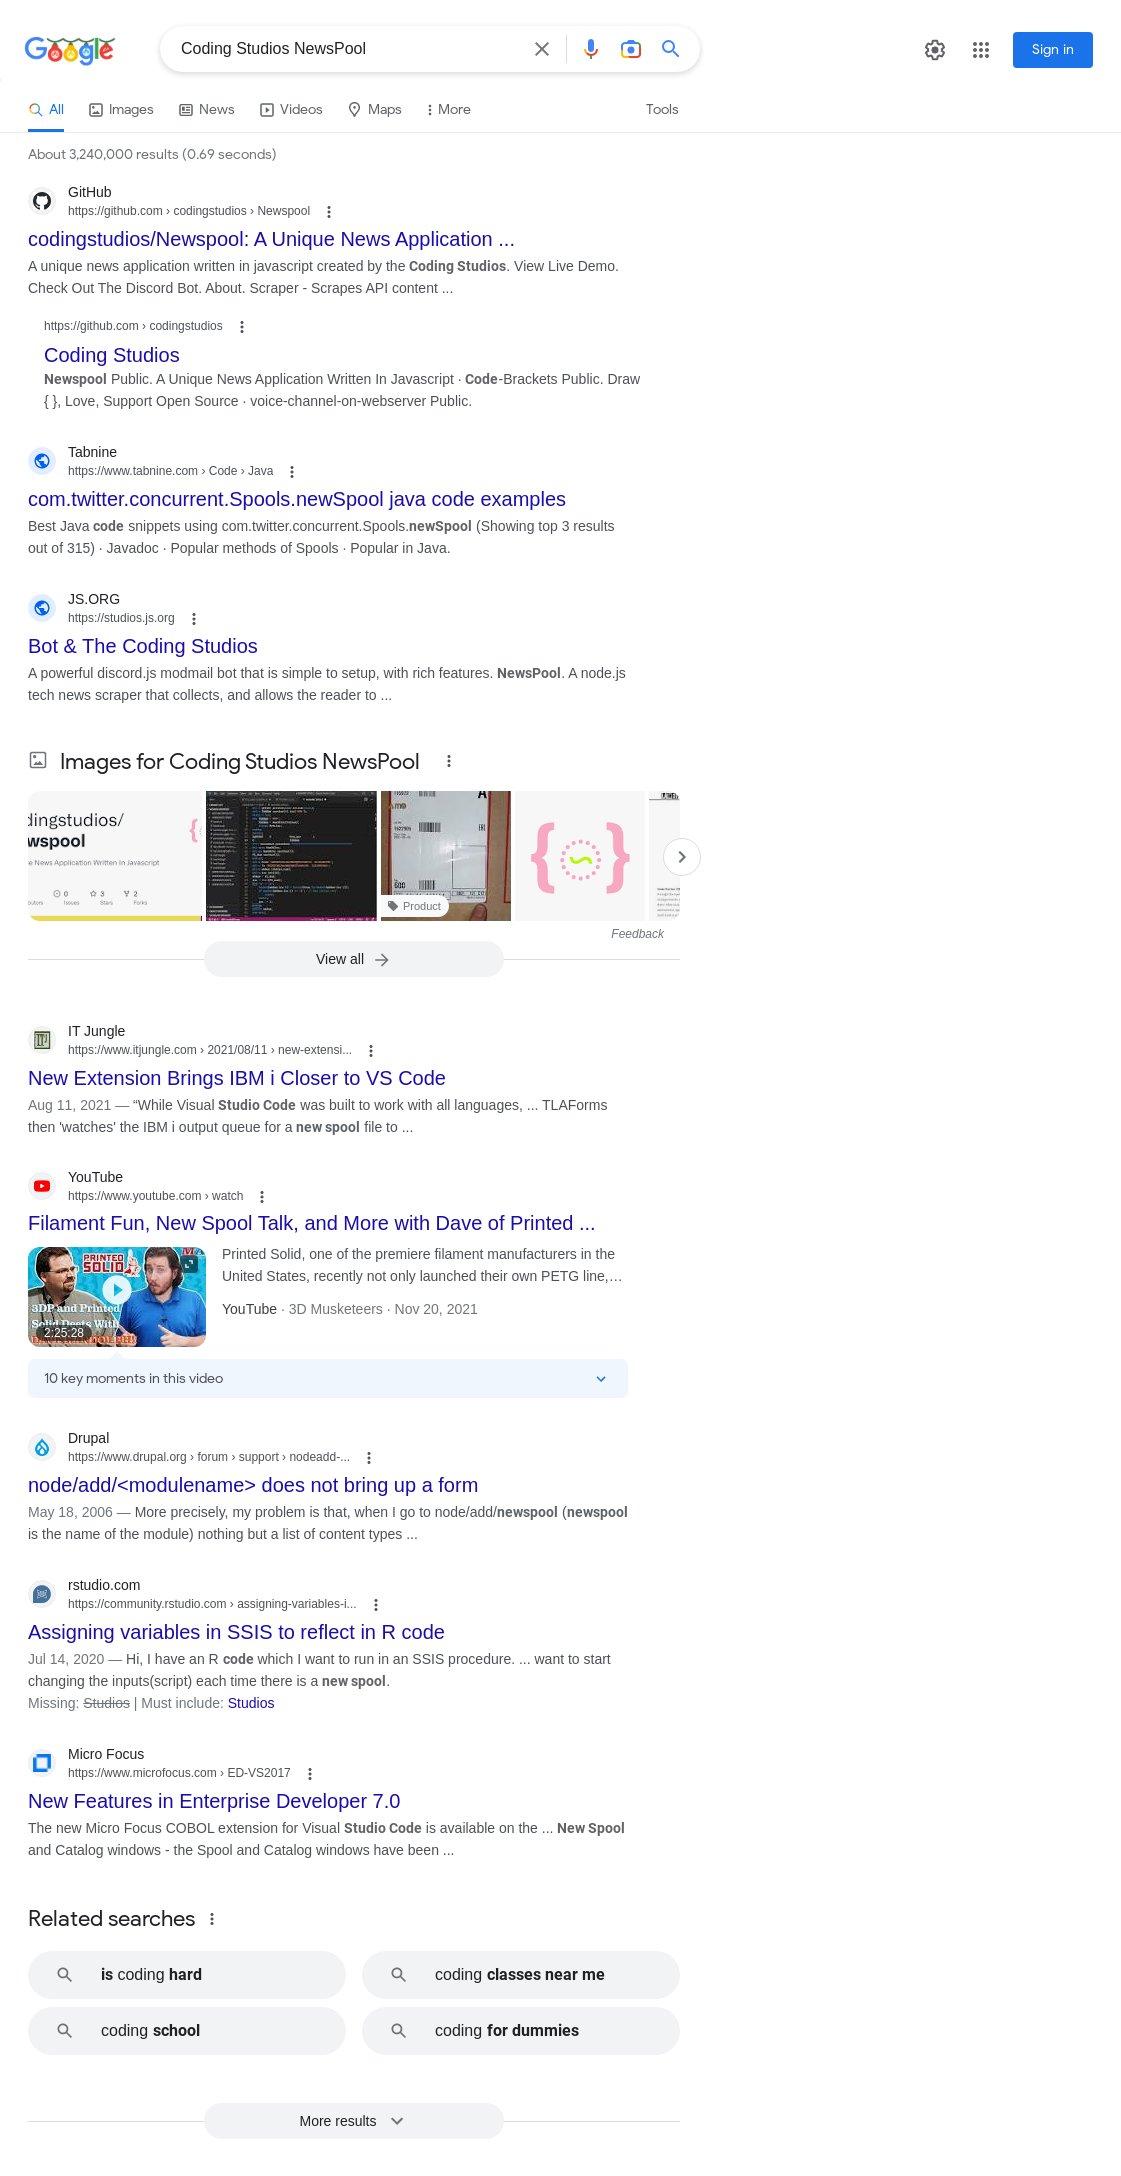 Google
Coding Studios NewsPool
Sign in
All
Images
News
Videos
Maps
More
Tools
About 3,240,000 results (0.69 seconds)
GitHub
https://github.com › codingstudios › Newspool
codingstudios/Newspool: A Unique News Application ...
A unique news application written in javascript created by the Coding Studios. View Live Demo.
Check Out The Discord Bot. About. Scraper - Scrapes API content ...
https://github.com › codingstudios
Coding Studios
Newspool Public. A Unique News Application Written In Javascript · Code-Brackets Public. Draw
{ }, Love, Support Open Source · voice-channel-on-webserver Public.
Tabnine
https://www.tabnine.com › Code › Java
com.twitter.concurrent.Spools.newSpool java code examples
Best Java code snippets using com.twitter.concurrent.Spools.newSpool (Showing top 3 results
out of 315) · Javadoc · Popular methods of Spools · Popular in Java.
JS.ORG
https://studios.js.org
Bot & The Coding Studios
A powerful discord.js modmail bot that is simple to setup, with rich features. NewsPool. A node.js
tech news scraper that collects, and allows the reader to ...
Images for Coding Studios NewsPool
dingstudios/
wspool
e News Application Written In Javascript
0
3
2
utors
Issues
Stars
Forks
Product
Feedback
View all
IT Jungle
https://www.itjungle.com › 2021/08/11 › new-extensi...
New Extension Brings IBM i Closer to VS Code
Aug 11, 2021 — “While Visual Studio Code was built to work with all languages, ... TLAForms
then 'watches' the IBM i output queue for a new spool file to ...
YouTube
https://www.youtube.com › watch
Filament Fun, New Spool Talk, and More with Dave of Printed ...
PRINTED
SOLID
3DP and Printed
Solid Deets With
2:25:28
Printed Solid, one of the premiere filament manufacturers in the
United States, recently not only launched their own PETG line,...
YouTube · 3D Musketeers · Nov 20, 2021
10 key moments in this video
Drupal
https://www.drupal.org › forum › support › nodeadd-...
node/add/<modulename> does not bring up a form
May 18, 2006 — More precisely, my problem is that, when I go to node/add/newspool (newspool
is the name of the module) nothing but a list of content types ...
rstudio.com
https://community.rstudio.com › assigning-variables-i...
Assigning variables in SSIS to reflect in R code
Jul 14, 2020 — Hi, I have an R code which I want to run in an SSIS procedure. ... want to start
changing the inputs(script) each time there is a new spool.
Missing: Studios | Must include: Studios
Micro Focus
https://www.microfocus.com › ED-VS2017
New Features in Enterprise Developer 7.0
The new Micro Focus COBOL extension for Visual Studio Code is available on the ... New Spool
and Catalog windows - the Spool and Catalog windows have been ...
Related searches
is coding hard
coding classes near me
coding school
coding for dummies
More results